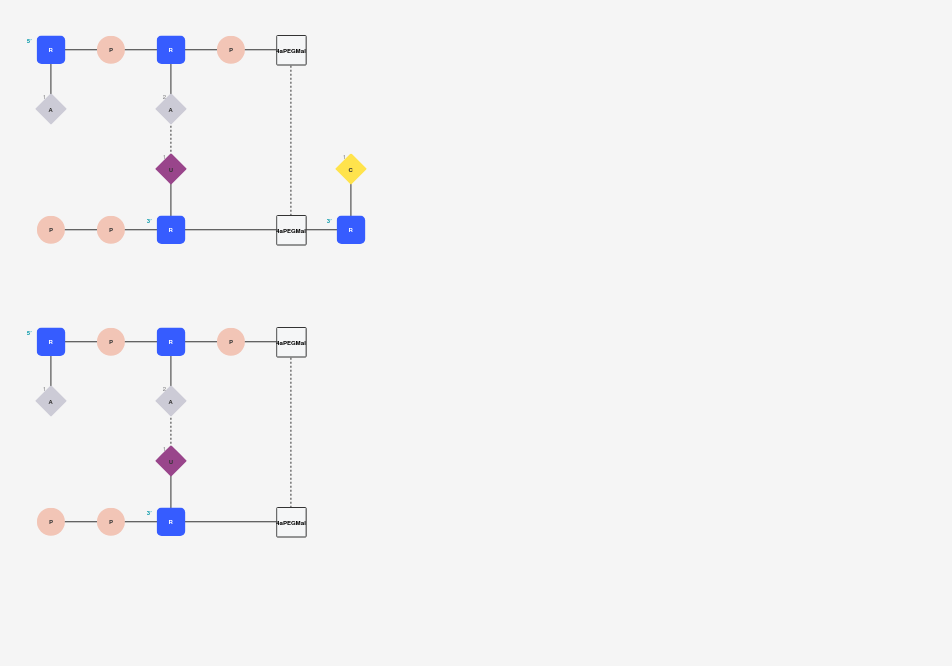 5' R P R P 4aPEGMal
1 A 2 A
1 U 1 C
P P 3' R 4aPEGMal 3' R
5' R P R P 4aPEGMal
1 A 2 A
1 U
P P 3' R 4aPEGMal